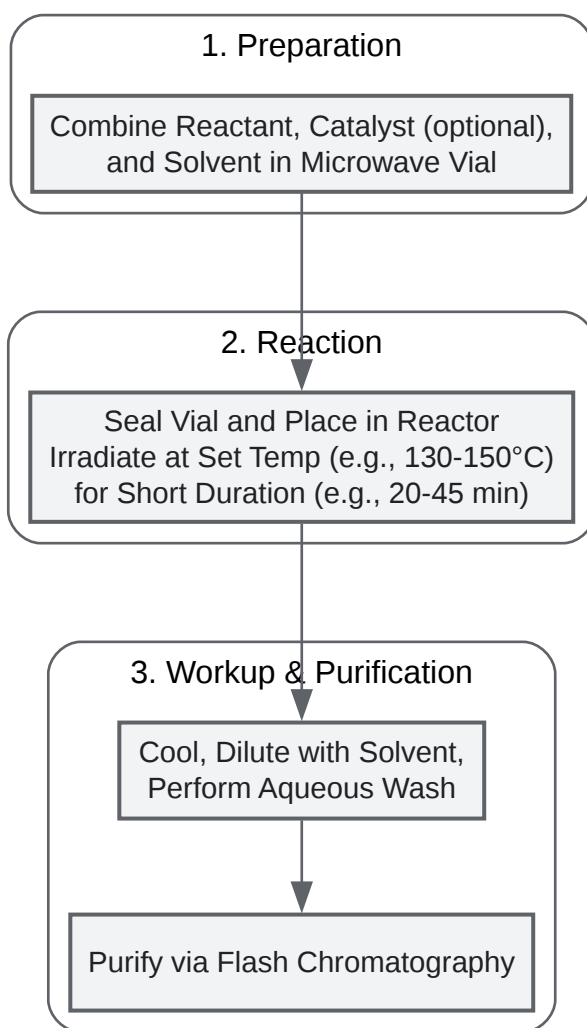 1. Preparation
Combine Reactant, Catalyst (optional),
and Solvent in Microwave Vial
2. Reaction
Seal Vial and Place in Reactor
Irradiate at Set Temp (e.g., 130-150°C)
for Short Duration (e.g., 20-45 min)
3. Workup & Purification
Cool, Dilute with Solvent,
Perform Aqueous Wash
Purify via Flash Chromatography